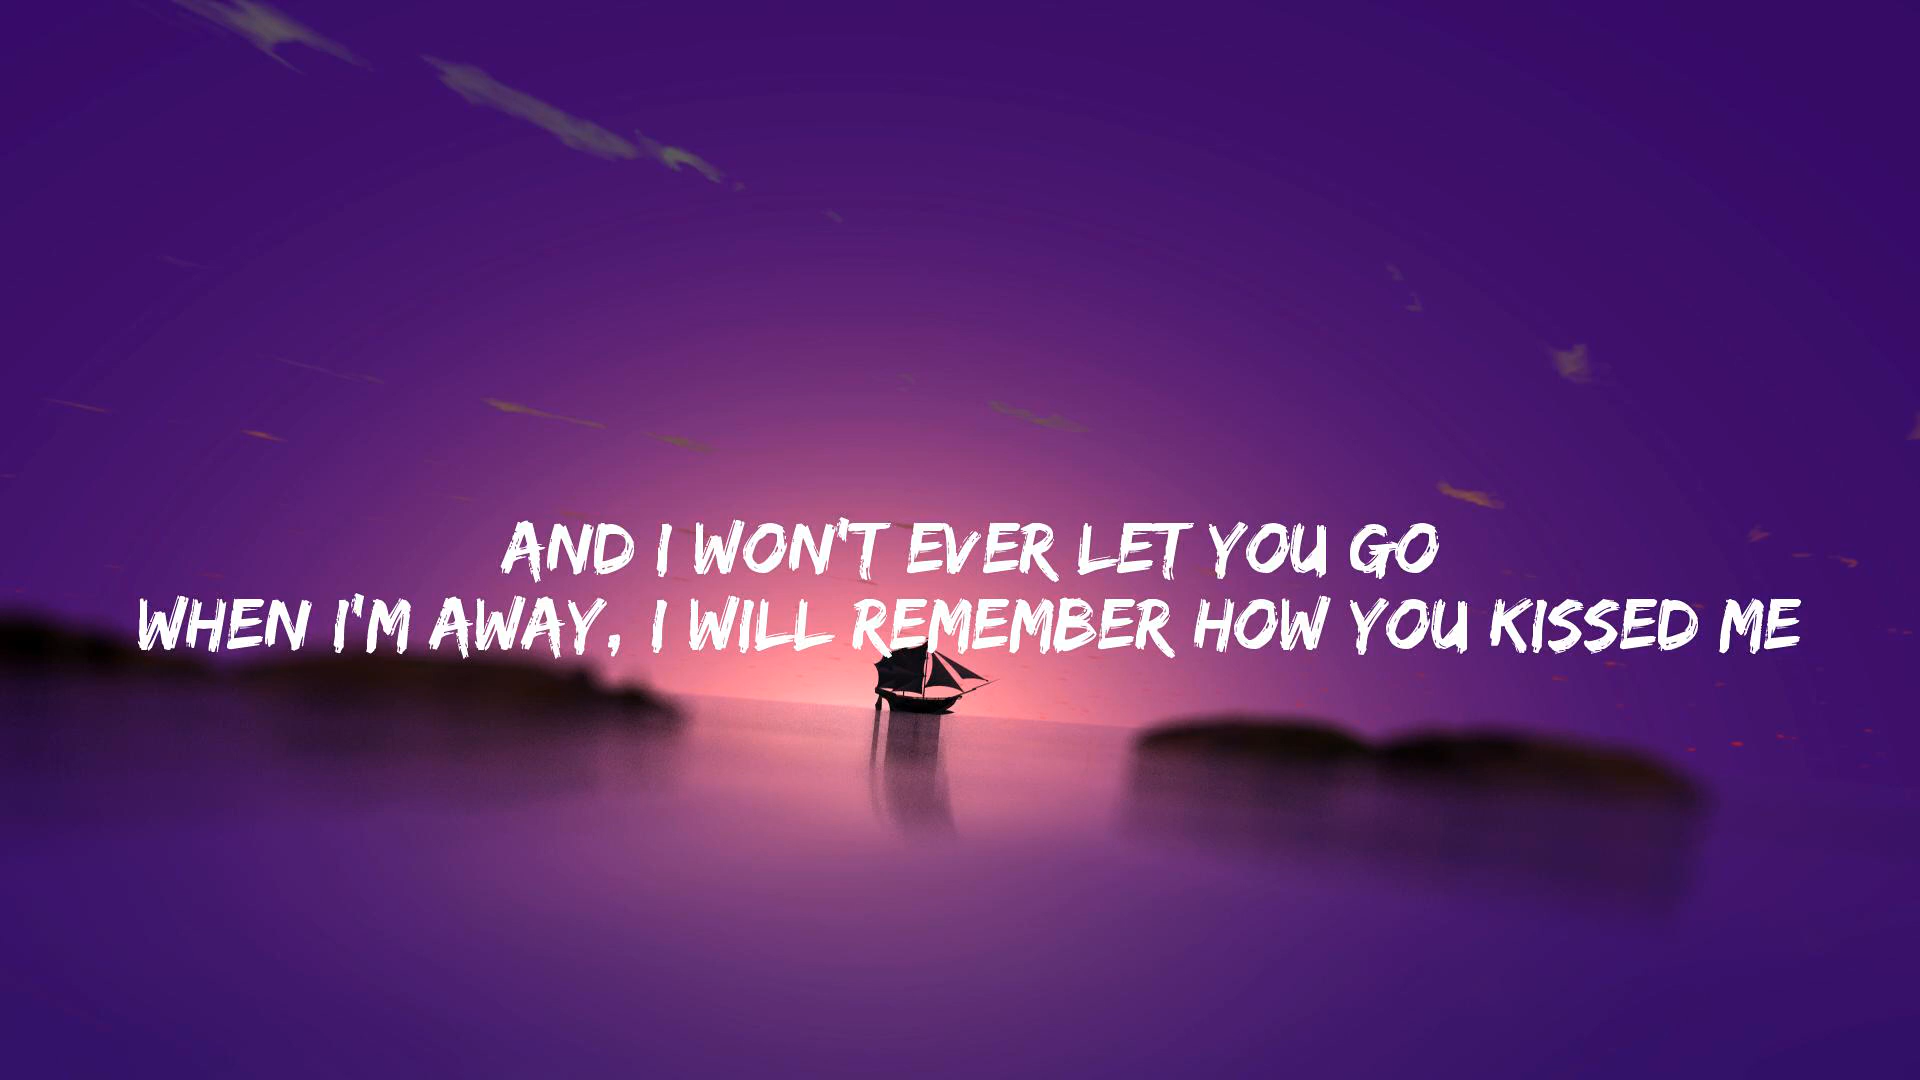 AND I WON'T EVER LET YOU GO
WHEN I'M AWAY, I WILL REMEMBER HOW YOU KISSED ME